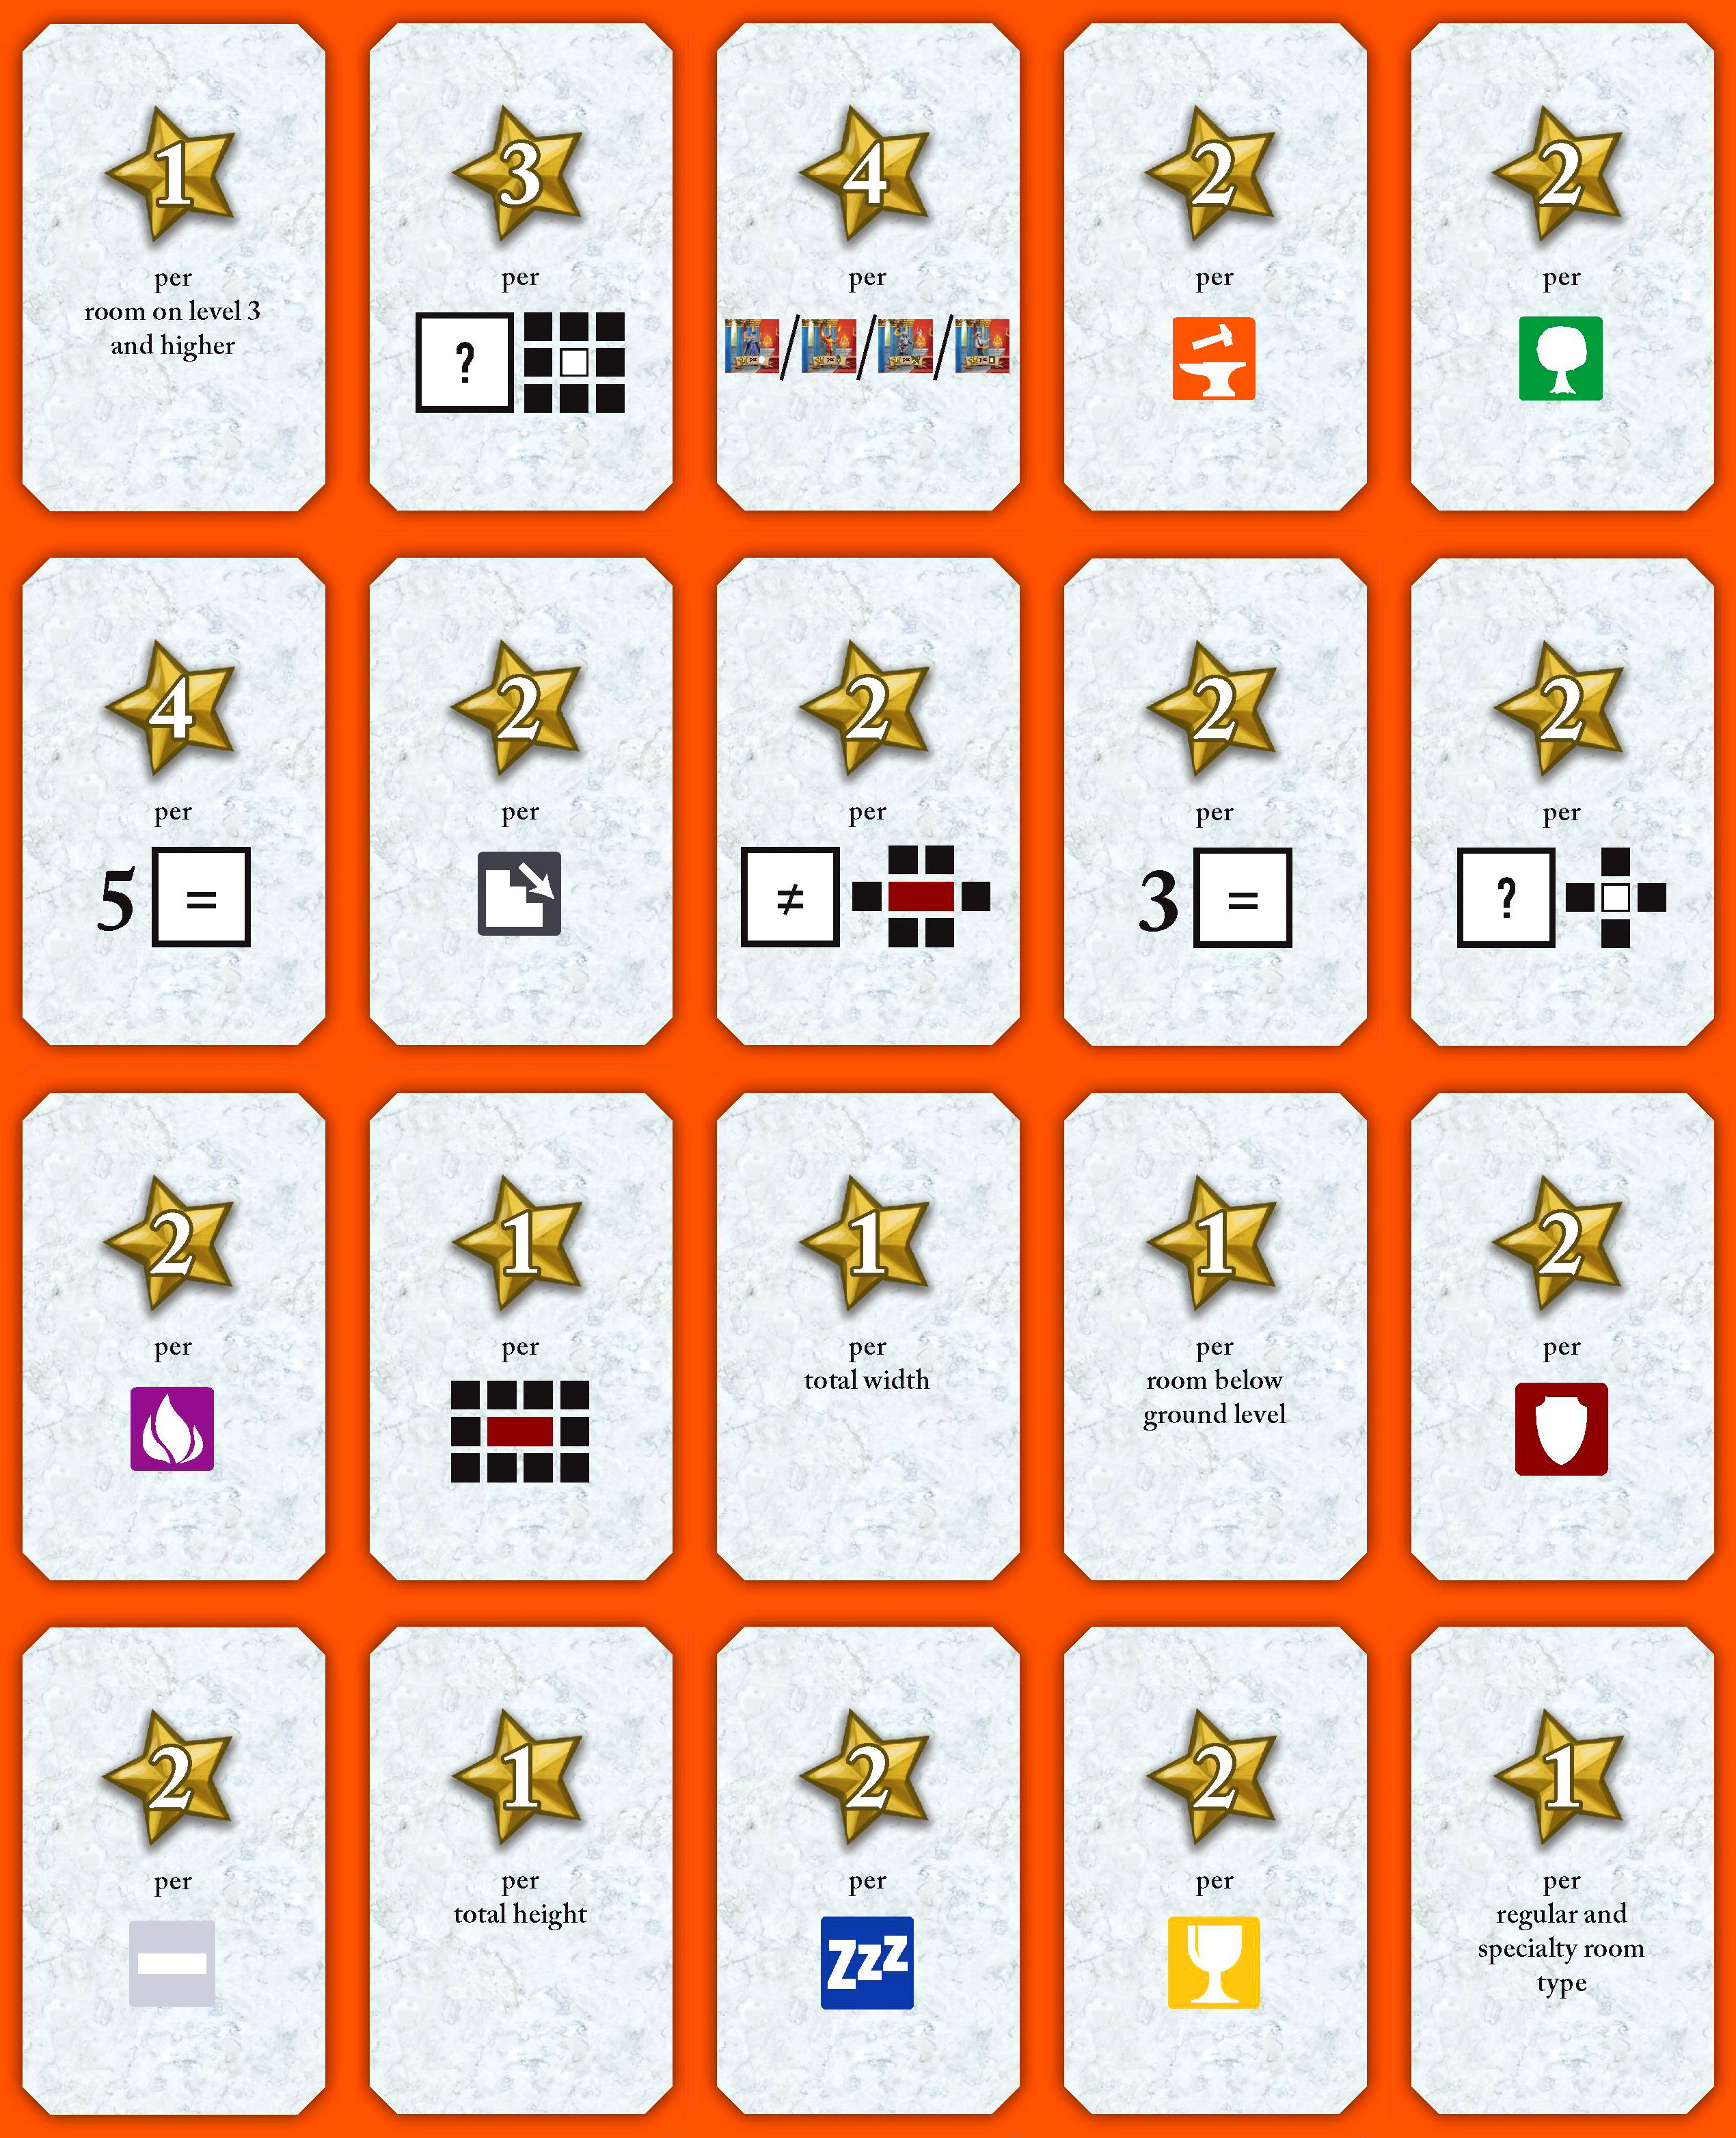 1
per
room on level 3
and higher
3
per
?
4
per
/ / /
2
per
2
per
4
per
5 =
2
per
2
per
≠
2
per
3 =
2
per
?
2
per
1
per
1
per
total width
1
per
room below
ground level
2
per
2
per
1
per
total height
2
per
Zzz
2
per
1
per
regular and
specialty room
type